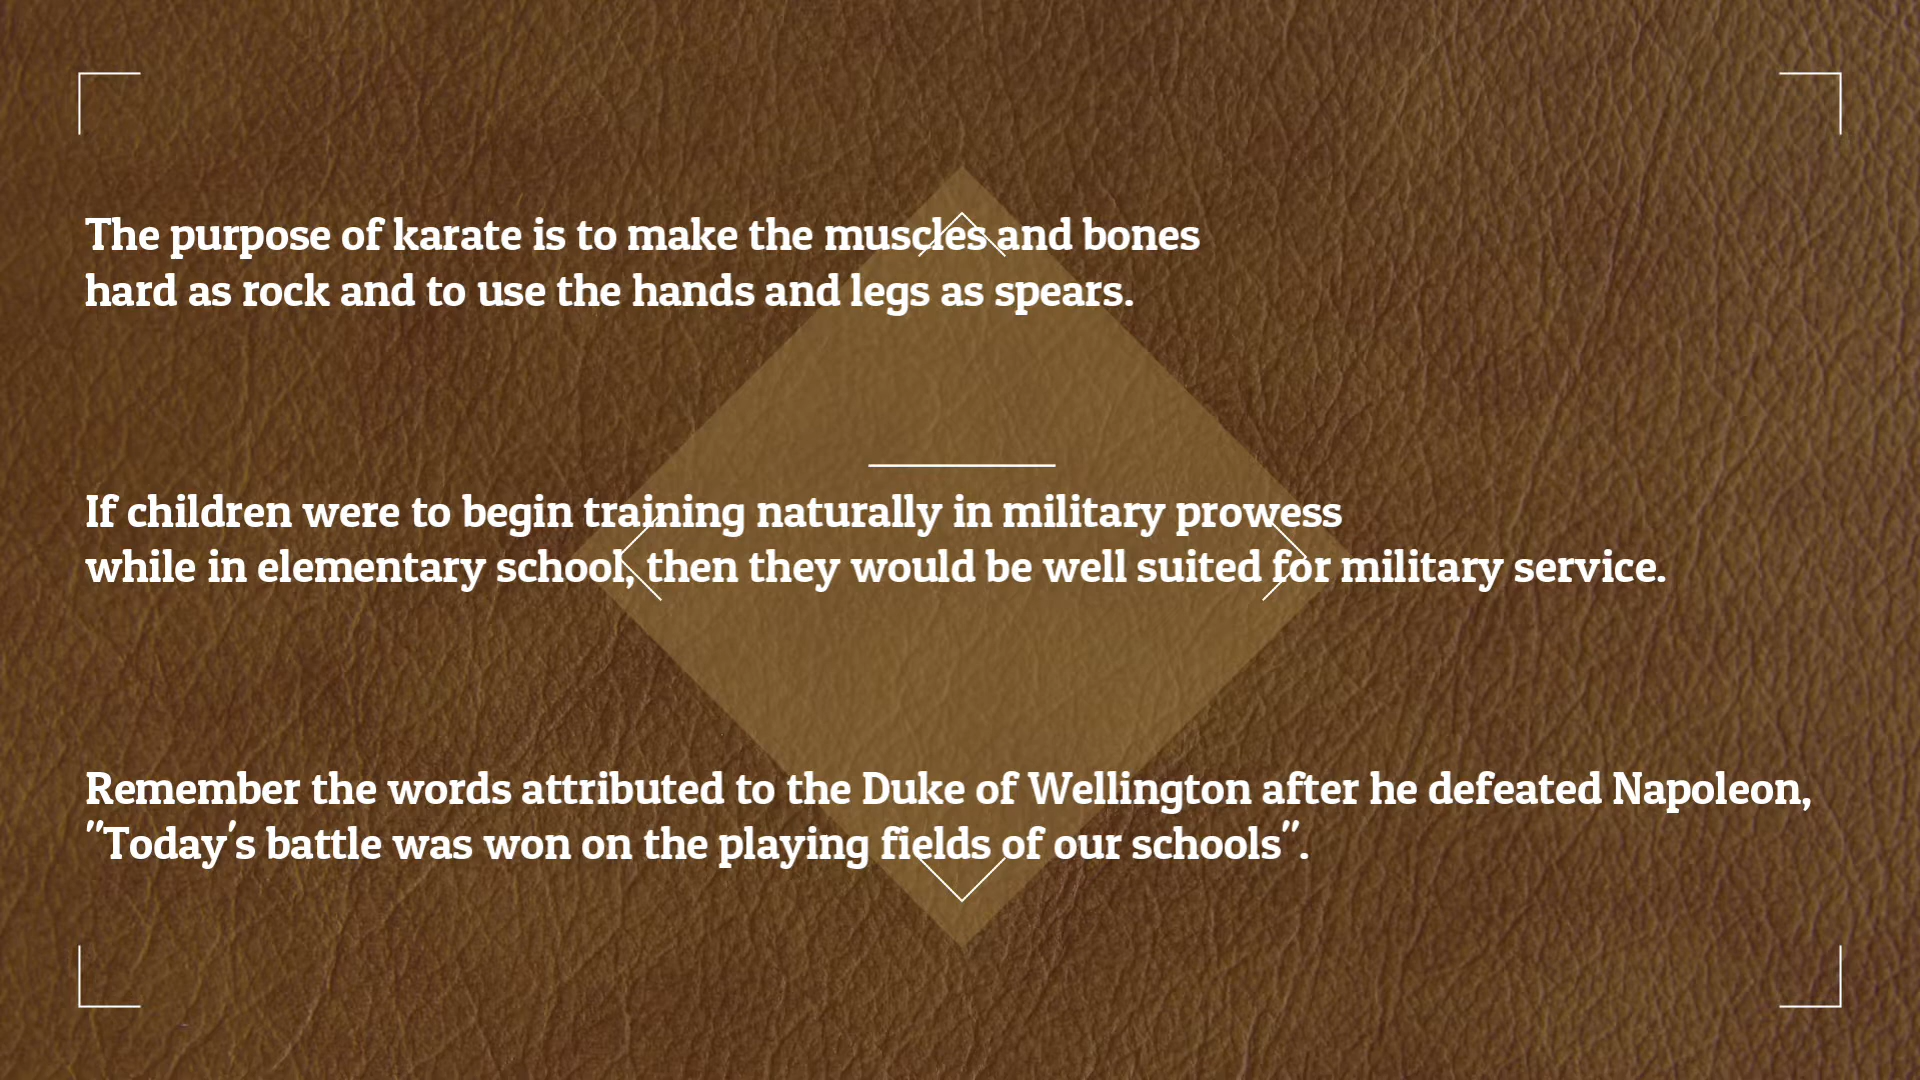 The purpose of karate is to make the muscles and bones
hard as rock and to use the hands and legs as spears.
If children were to begin training naturally in military prowess
while in elementary school, then they would be well suited for military service.
Remember the words attributed to the Duke of Wellington after he defeated Napoleon,
"Today's battle was won on the playing fields of our schools".